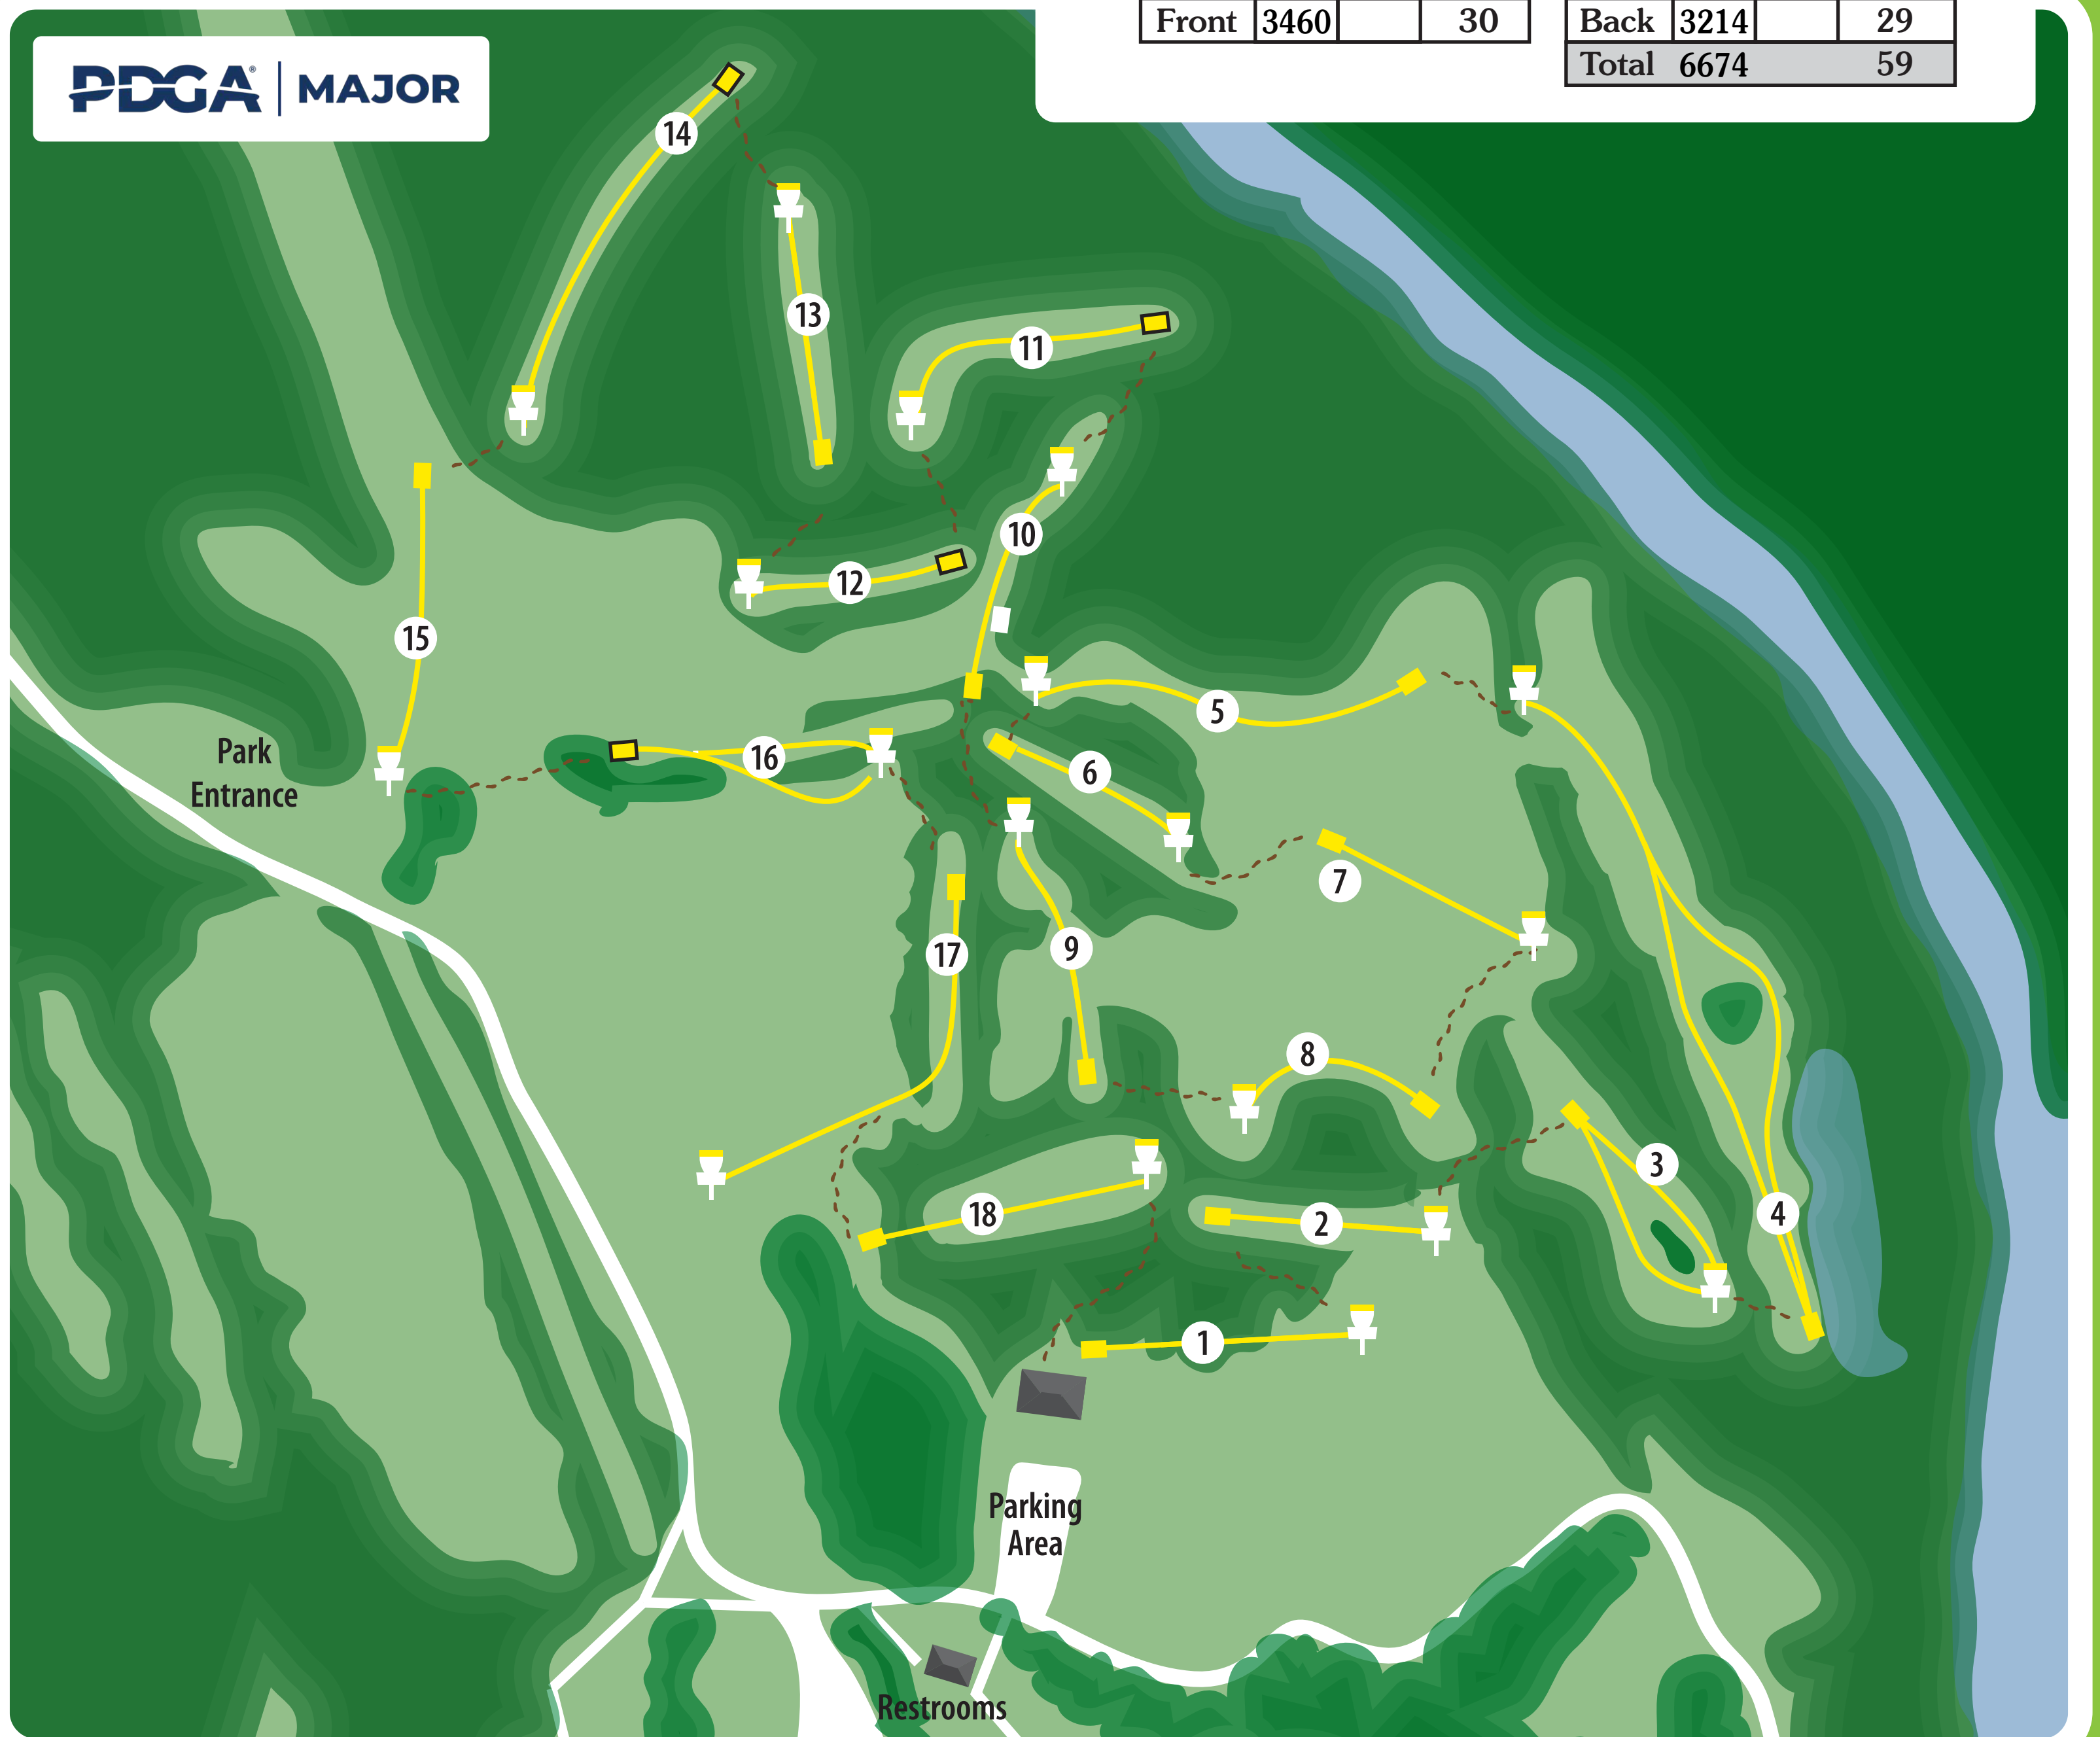 Front 3460 30
Back 3214 29
Total 6674 59
PDGA® | MAJOR
14
13
11
10
12
15
5
16
6
7
17
9
8
3
18
2
4
1
Park
Entrance
Parking
Area
Restrooms